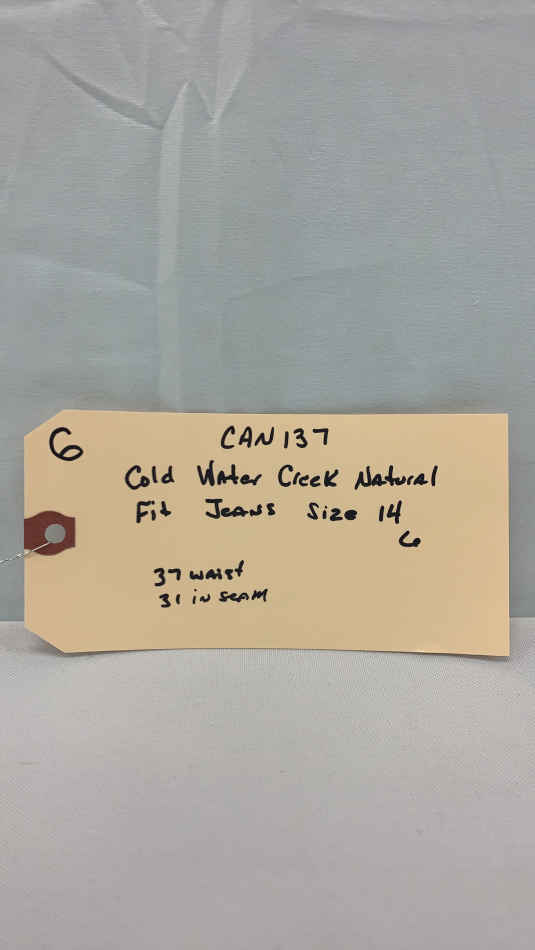 6
CAN137
Cold Water Creek Natural
Fit Jeans Size 14
6
37 waist
31 in seam